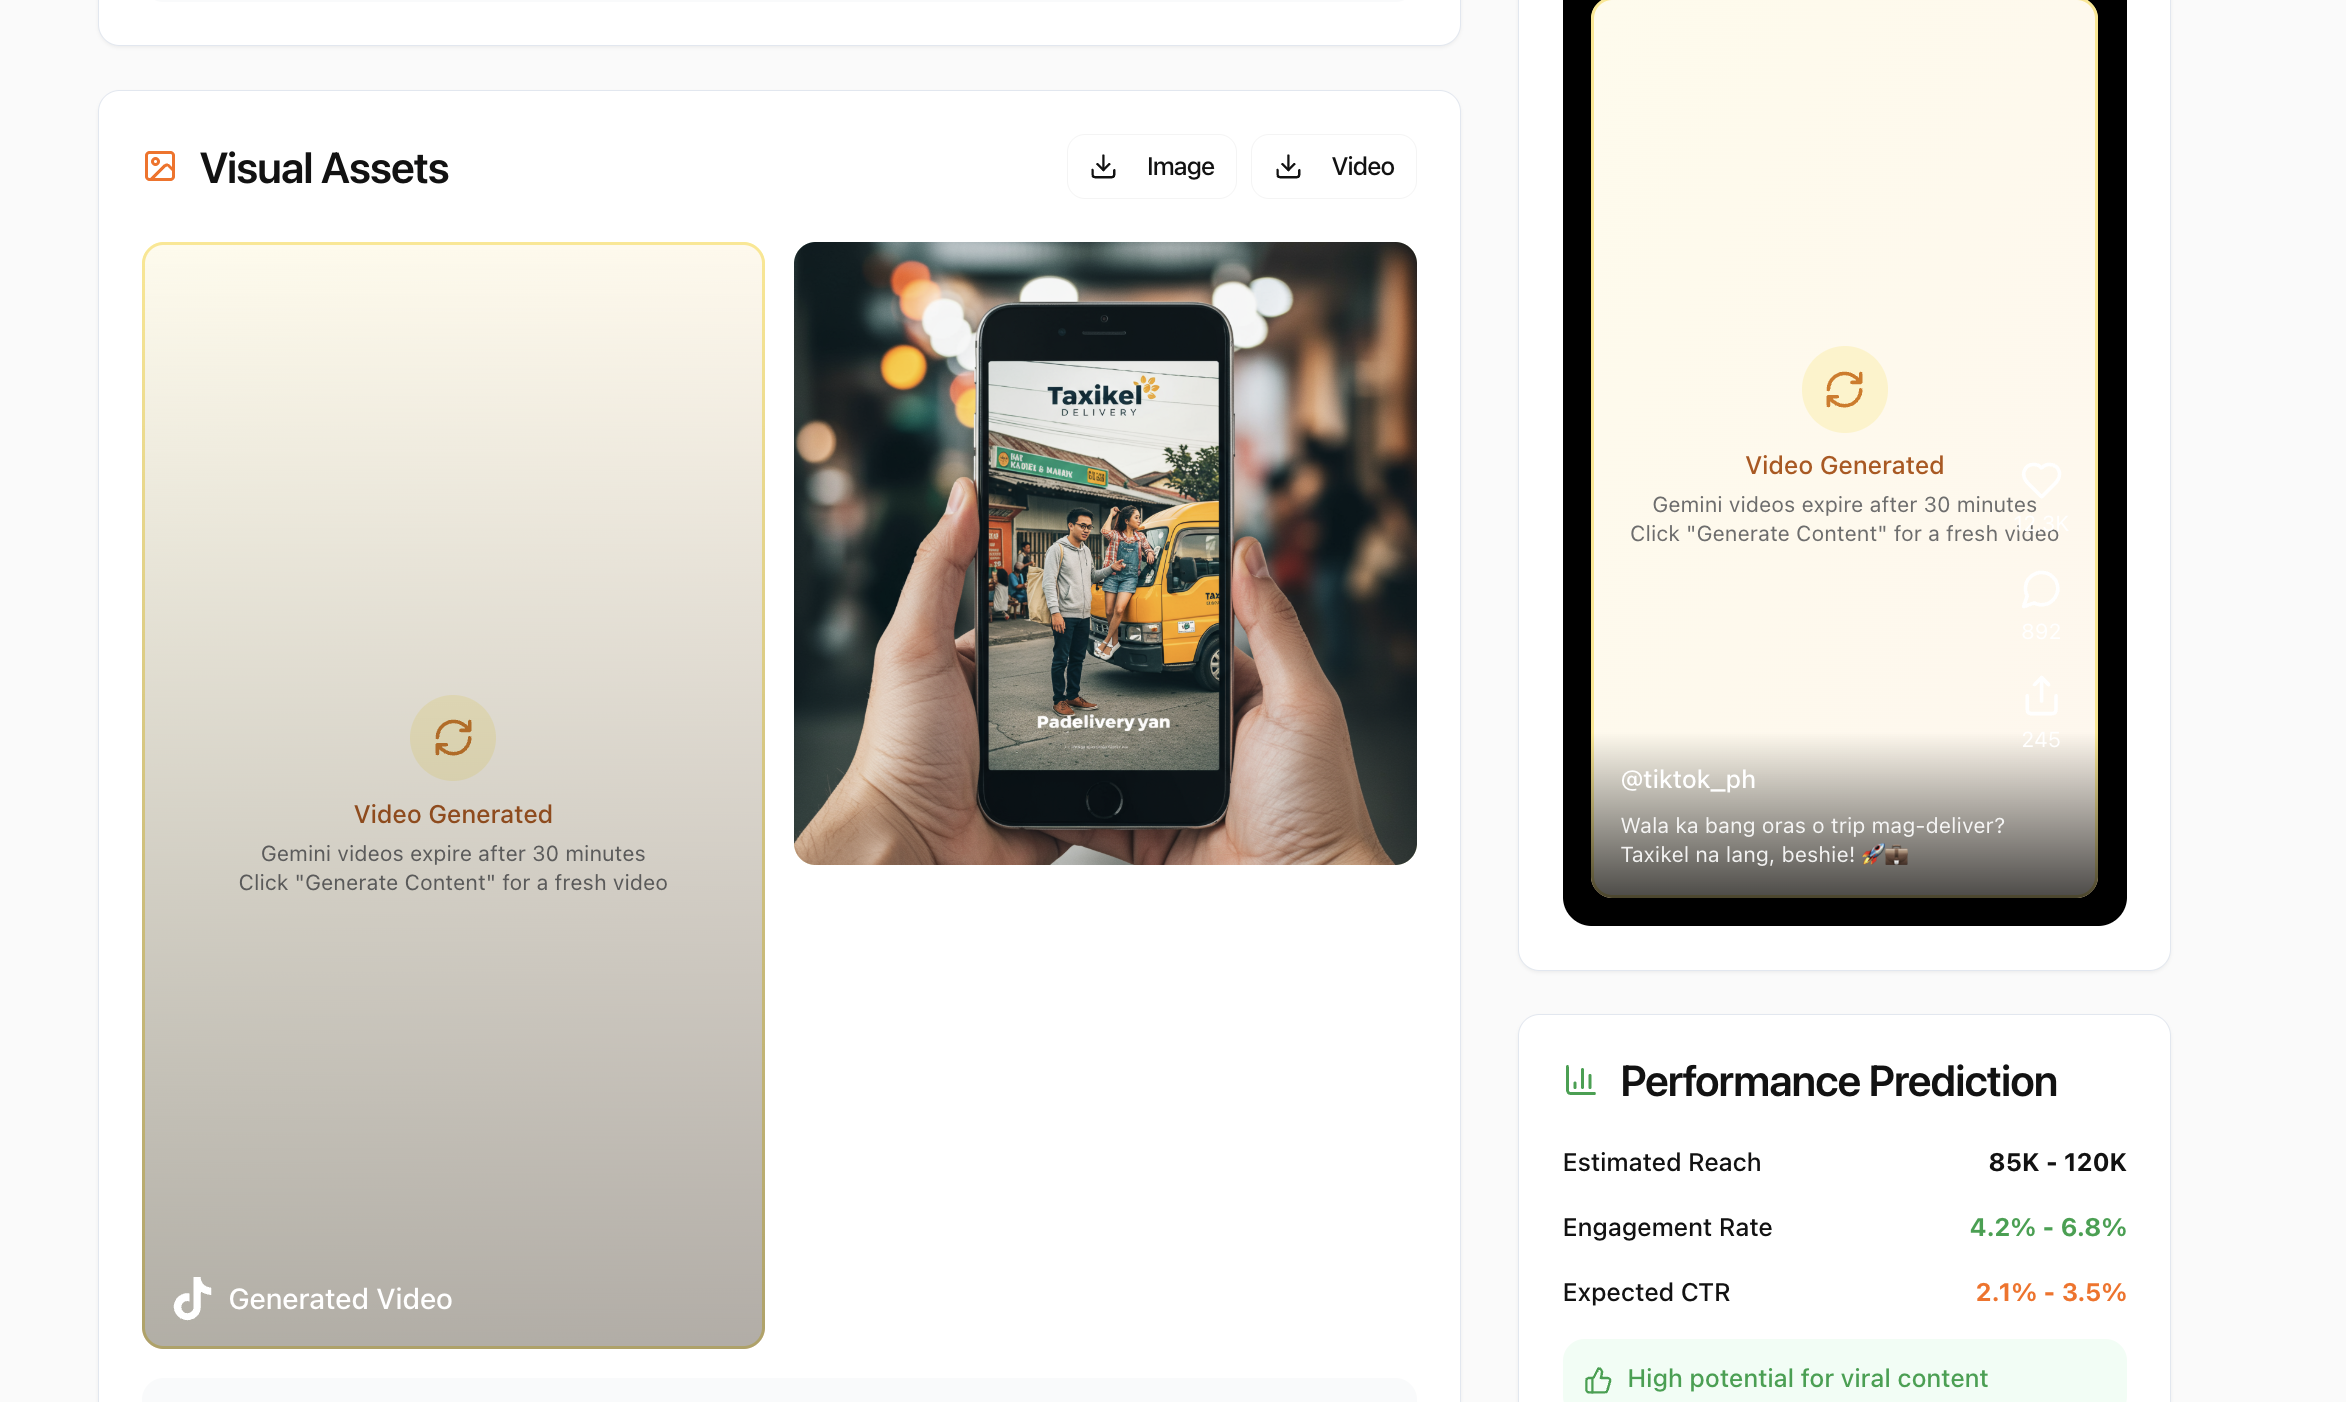 Visual Assets
Image
Video
Video Generated
Gemini videos expire after 30 minutes
Click "Generate Content" for a fresh video
Generated Video
Taxikel
DELIVERY
Padelivery yan
Video Generated
Gemini videos expire after 30 minutes
Click "Generate Content" for a fresh video
892
245
@tiktok_ph
Wala ka bang oras o trip mag-deliver?
Taxikel na lang, beshie! 🚀💼
Performance Prediction
Estimated Reach
85K - 120K
Engagement Rate
4.2% - 6.8%
Expected CTR
2.1% - 3.5%
High potential for viral content